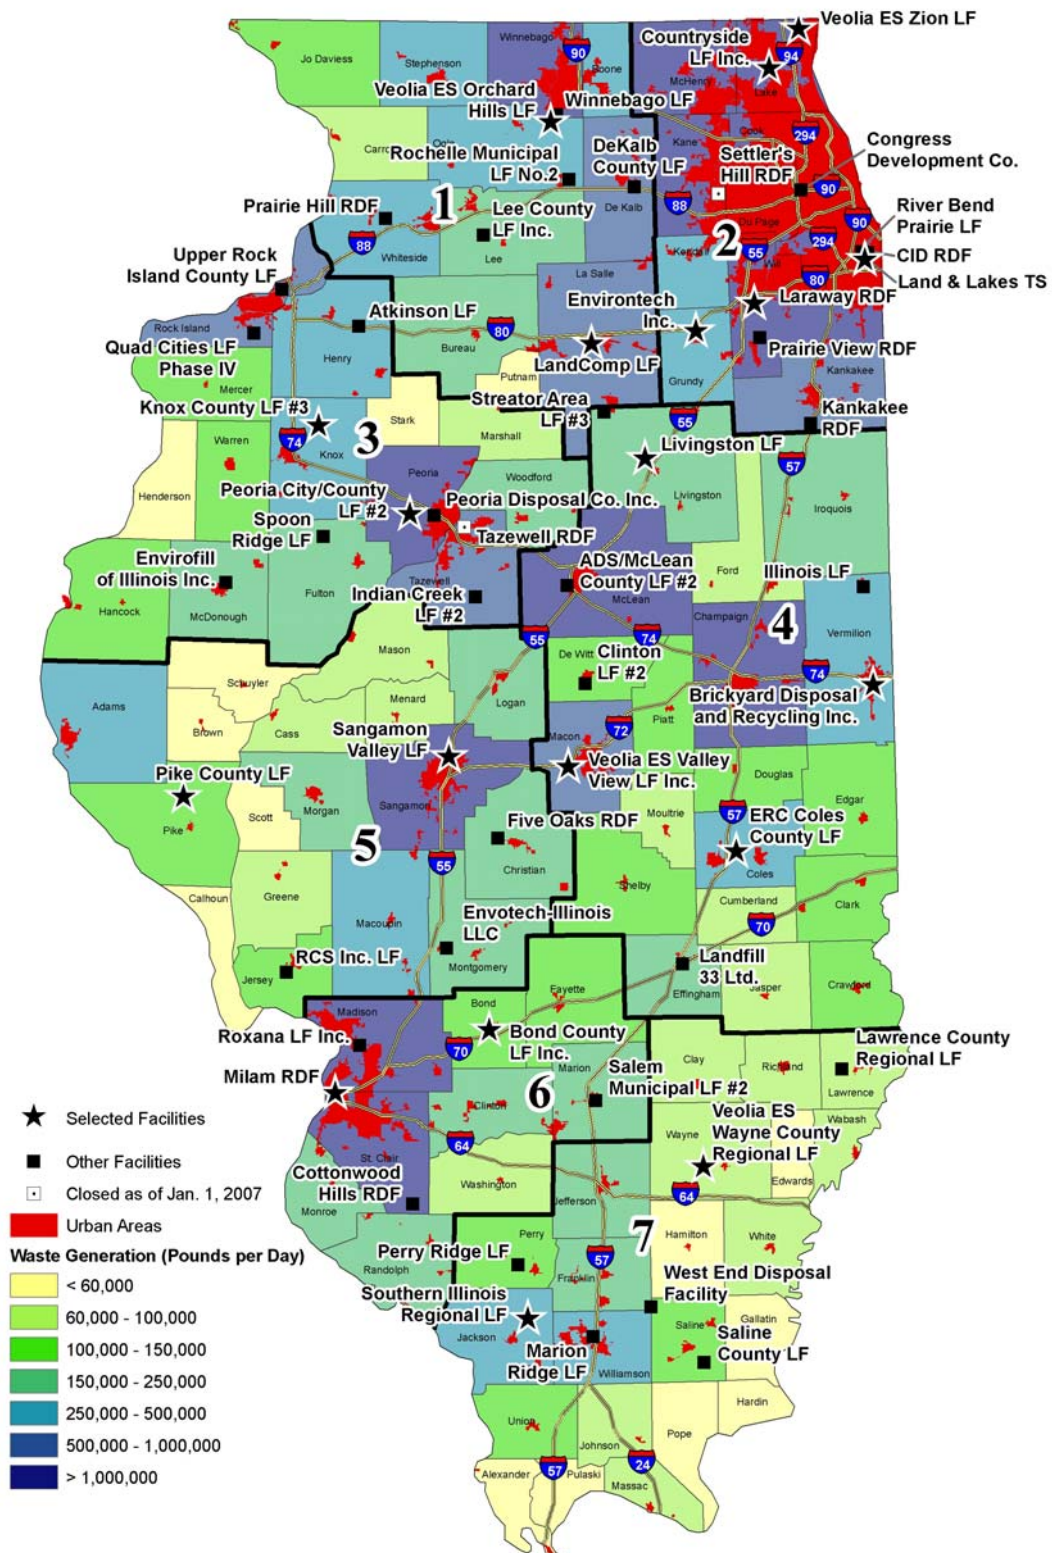 Veolia ES Zion LF
Countryside
LF Inc.
Winnebago
90
94
Jo Daviess
Stephenson
Boone
McHenry
Lake
Veolia ES Orchard
Hills LF
Winnebago LF
294
Cook
Carroll
Ogle
Kane
Rochelle Municipal
LF No.2
DeKalb
County LF
Settler's
Hill RDF
Congress
Development Co.
90
88
De Kalb
1
Prairie Hill RDF
Lee County
LF Inc.
Lee
88
Whiteside
2
Du Page
Kendall
55
294
90
Will
80
River Bend
Prairie LF
CID RDF
Land & Lakes TS
Upper Rock
Island County LF
La Salle
Environtech
Inc.
Laraway RDF
Atkinson LF
80
Rock Island
Quad Cities LF
Phase IV
Henry
Bureau
LandComp LF
Prairie View RDF
Putnam
Grundy
Kankakee
Mercer
Knox County LF #3
Stark
Streator Area
LF #3
55
Kankakee
RDF
3
74
Knox
Marshall
Livingston LF
57
Warren
Peoria
Woodford
Henderson
Livingston
Iroquois
Peoria City/County
LF #2
Peoria Disposal Co. Inc.
Spoon
Ridge LF
Tazewell RDF
Envirofill
of Illinois Inc.
ADS/McLean
County LF #2
Ford
Illinois LF
Tazewell
Indian Creek
LF #2
McLean
Hancock
McDonough
Fulton
Champaign
4
Vermilion
55
74
Mason
De Witt
Clinton
LF #2
74
Schuyler
Adams
Menard
Logan
Brickyard Disposal
and Recycling Inc.
Brown
Cass
Piatt
72
Macon
Sangamon
Valley LF
Veolia ES Valley
View LF Inc.
Pike County LF
Douglas
Edgar
Scott
Morgan
Sangamon
Moultrie
57
ERC Coles
County LF
Pike
Five Oaks RDF
5
55
Christian
Coles
Shelby
Calhoun
Greene
Macoupin
Cumberland
Clark
70
Envotech-Illinois
LLC
RCS Inc. LF
Montgomery
Landfill
33 Ltd.
Jersey
Effingham
Jasper
Crawford
Fayette
Madison
Bond
Roxana LF Inc.
Bond County
LF Inc.
70
Clay
Richland
Lawrence County
Regional LF
Marion
Salem
Municipal LF #2
Lawrence
Milam RDF
Clinton
6
Veolia ES
Wayne County
Regional LF
Wabash
Wayne
64
St. Clair
Cottonwood
Hills RDF
Washington
Edwards
Jefferson
64
Monroe
Perry
7
Hamilton
White
Perry Ridge LF
Randolph
57
Franklin
West End Disposal
Facility
Southern Illinois
Regional LF
Gallatin
Saline
Saline
County LF
Jackson
Marion
Ridge LF
Williamson
Hardin
Union
Pope
Johnson
57
24
Alexander
Pulaski
Massac
Selected Facilities
Other Facilities
Closed as of Jan. 1, 2007
Urban Areas
Waste Generation (Pounds per Day)
< 60,000
60,000 - 100,000
100,000 - 150,000
150,000 - 250,000
250,000 - 500,000
500,000 - 1,000,000
> 1,000,000